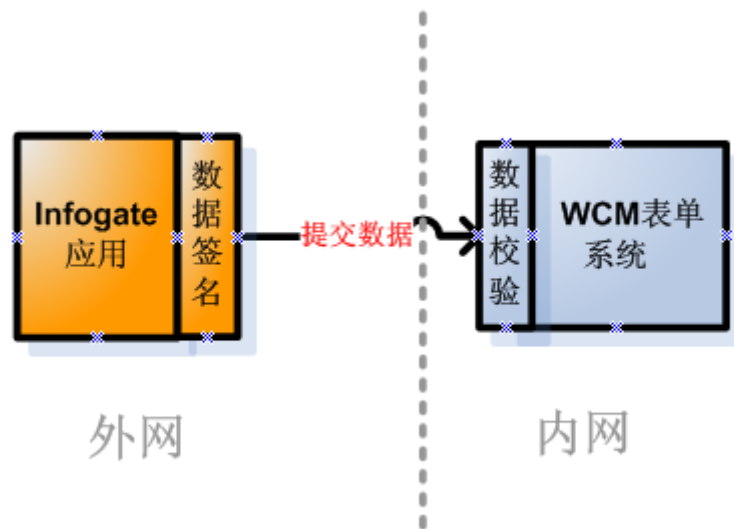 Infogate
应用
数据签名
提交数据
数据校验
WCM表单
系统
外网
内网